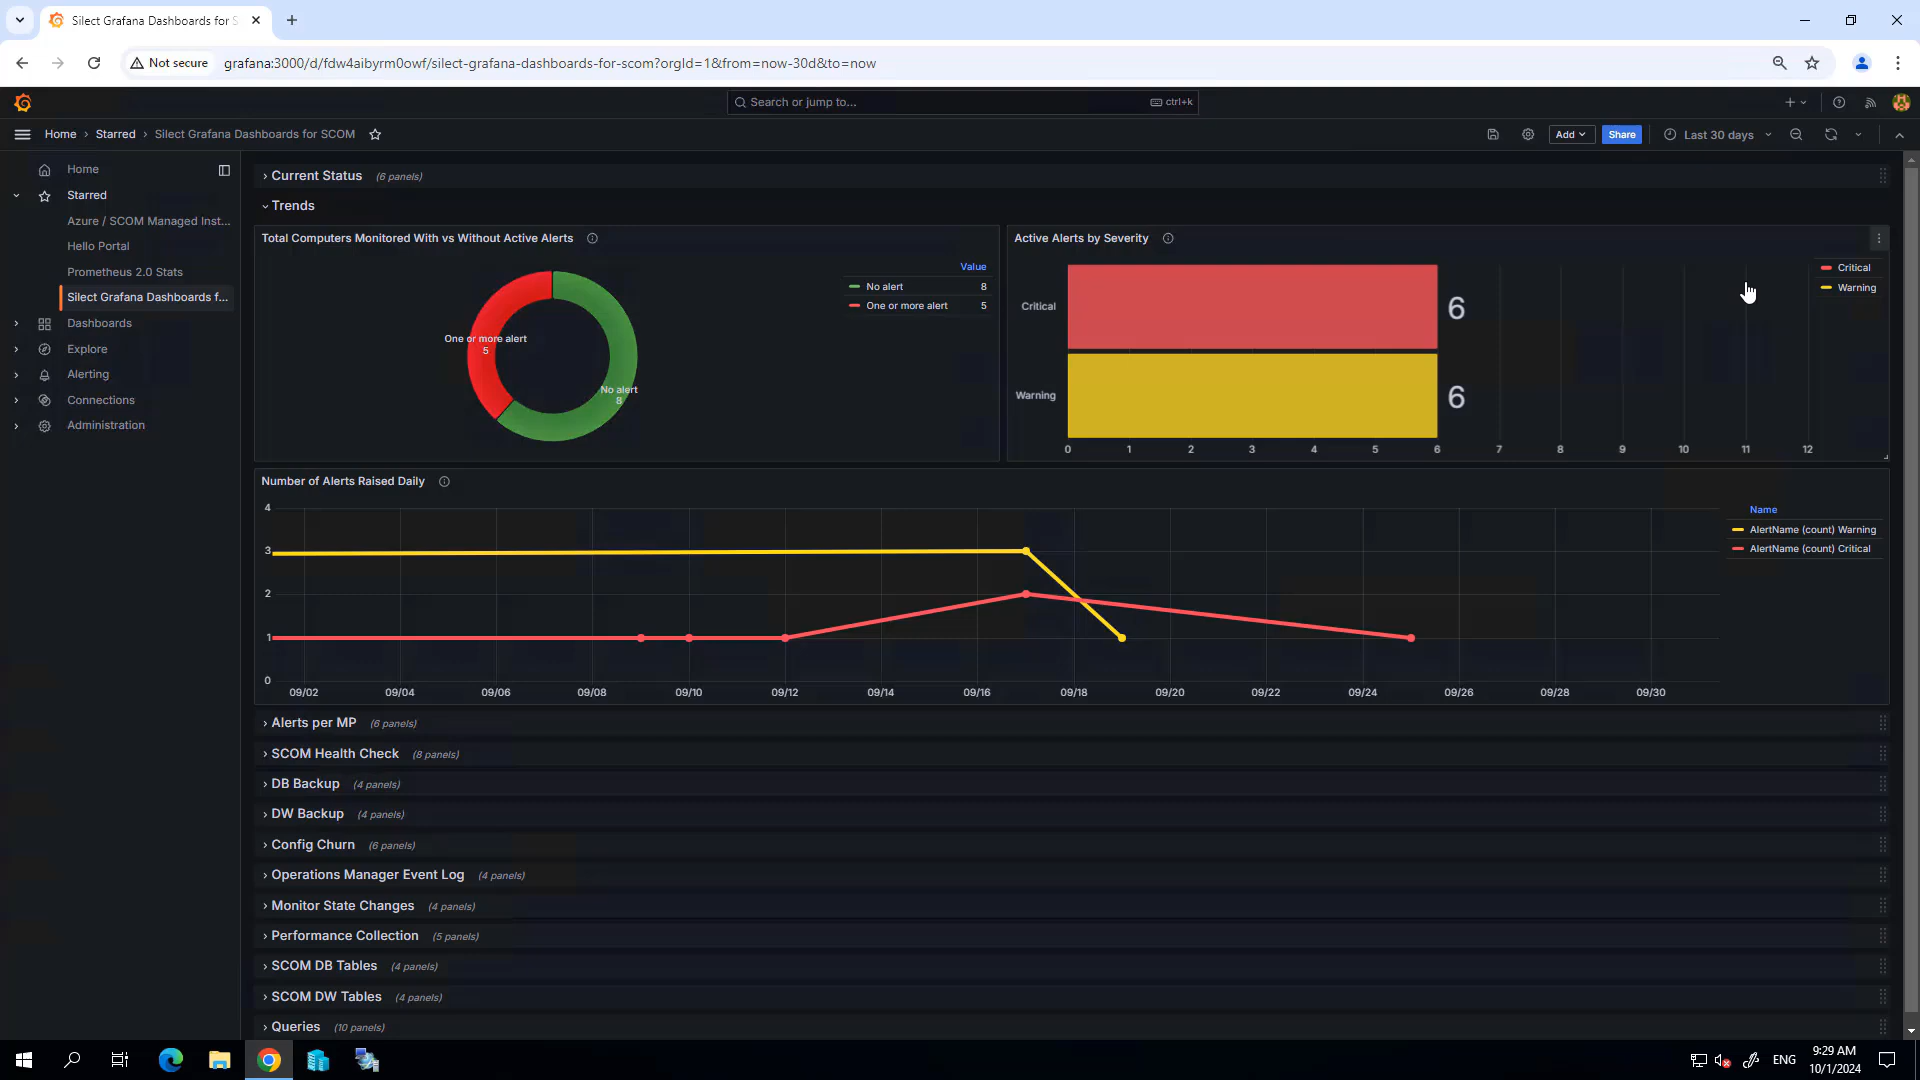 Silect Grafana Dashboards for S
Not secure
grafana:3000/d/fdw4aibyrm0owf/silect-grafana-dashboards-for-scom?orgId=1&from=now-30d&to=now
Search or jump to...
ctrl+k
Home › Starred › Silect Grafana Dashboards for SCOM
Add
Share
Last 30 days
Home
Starred
Azure / SCOM Managed Inst...
Hello Portal
Prometheus 2.0 Stats
Silect Grafana Dashboards f...
Dashboards
Explore
Alerting
Connections
Administration
Current Status (6 panels)
Trends
Total Computers Monitored With vs Without Active Alerts
One or more alert
5
No alert
8
Value
No alert 8
One or more alert 5
Active Alerts by Severity
Critical
6
Warning
6
0 1 2 3 4 5 6 7 8 9 10 11 12
Critical
Warning
Number of Alerts Raised Daily
4
3
2
1
0
09/02 09/04 09/06 09/08 09/10 09/12 09/14 09/16 09/18 09/20 09/22 09/24 09/26 09/28 09/30
Name
AlertName (count) Warning
AlertName (count) Critical
Alerts per MP (6 panels)
SCOM Health Check (8 panels)
DB Backup (4 panels)
DW Backup (4 panels)
Config Churn (6 panels)
Operations Manager Event Log (4 panels)
Monitor State Changes (4 panels)
Performance Collection (5 panels)
SCOM DB Tables (4 panels)
SCOM DW Tables (4 panels)
Queries (10 panels)
ENG
9:29 AM
10/1/2024